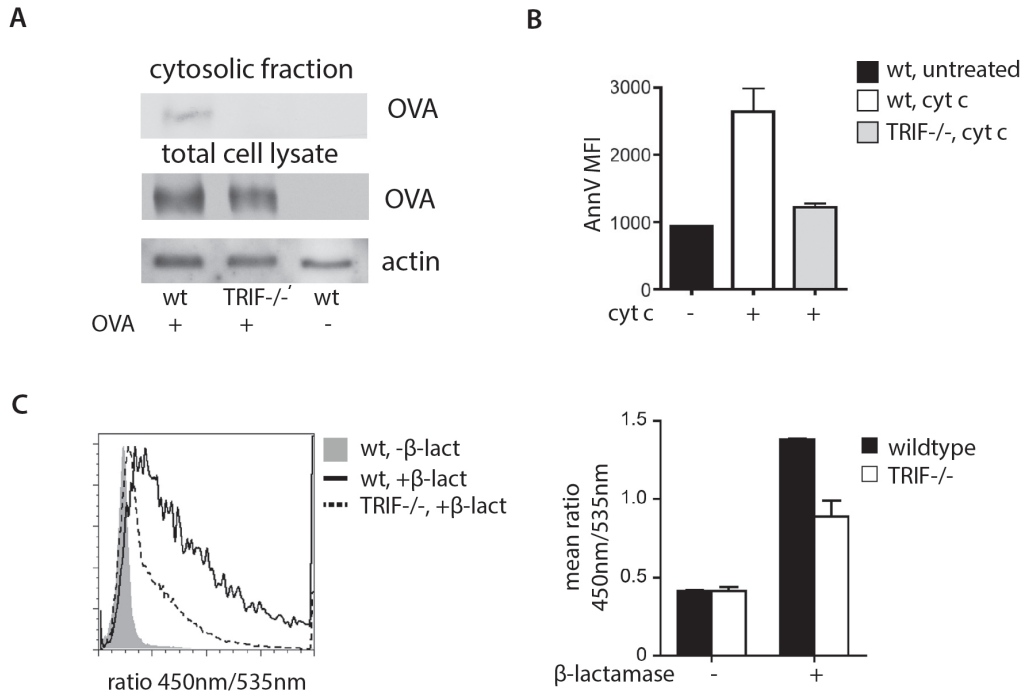 A
cytosolic fraction
OVA
total cell lysate
OVA
actin
wt TRIF-/-' wt
OVA + + -
B
wt, untreated
wt, cyt c
TRIF-/-, cyt c
3000
2000
1000
0
AnnV MFI
cyt c - + +
C
wt, -β-lact
wt, +β-lact
TRIF-/-, +β-lact
ratio 450nm/535nm
1.5
1.0
0.5
0
mean ratio
450nm/535nm
wildtype
TRIF-/-
β-lactamase - +